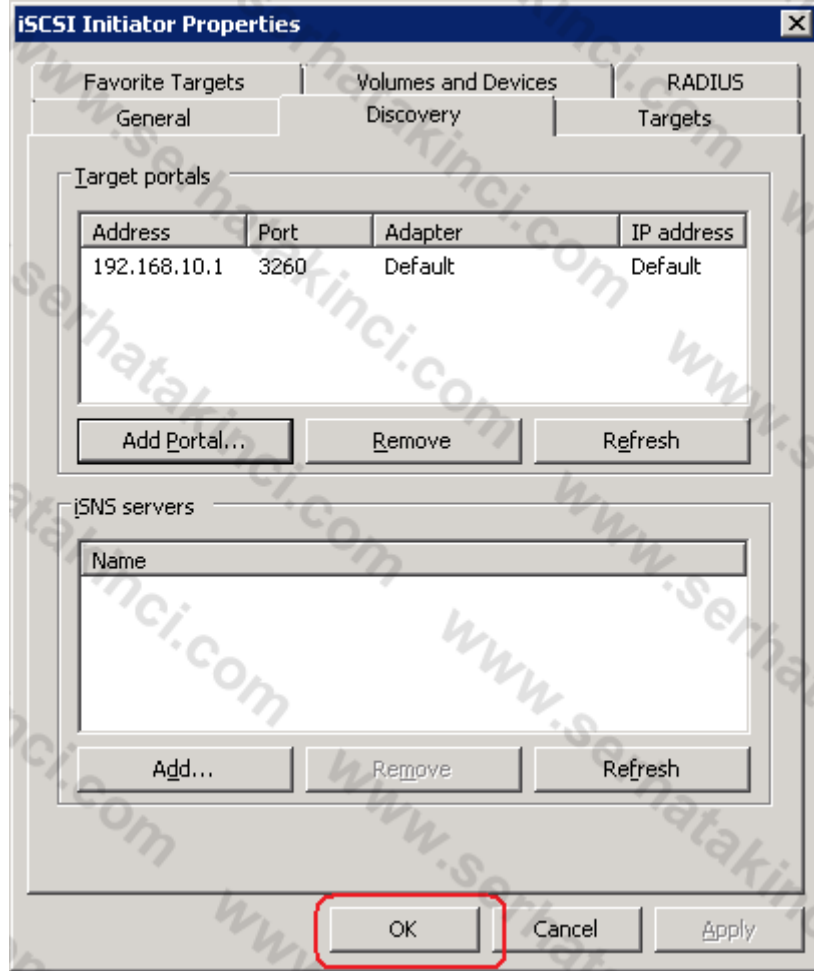 iSCSI Initiator Properties
Favorite Targets Volumes and Devices RADIUS
General Discovery Targets
Target portals
Address Port Adapter IP address
192.168.10.1 3260 Default Default
Add Portal... Remove Refresh
iSNS servers
Name
Add... Remove Refresh
OK Cancel Apply
www.serhatakinci.com